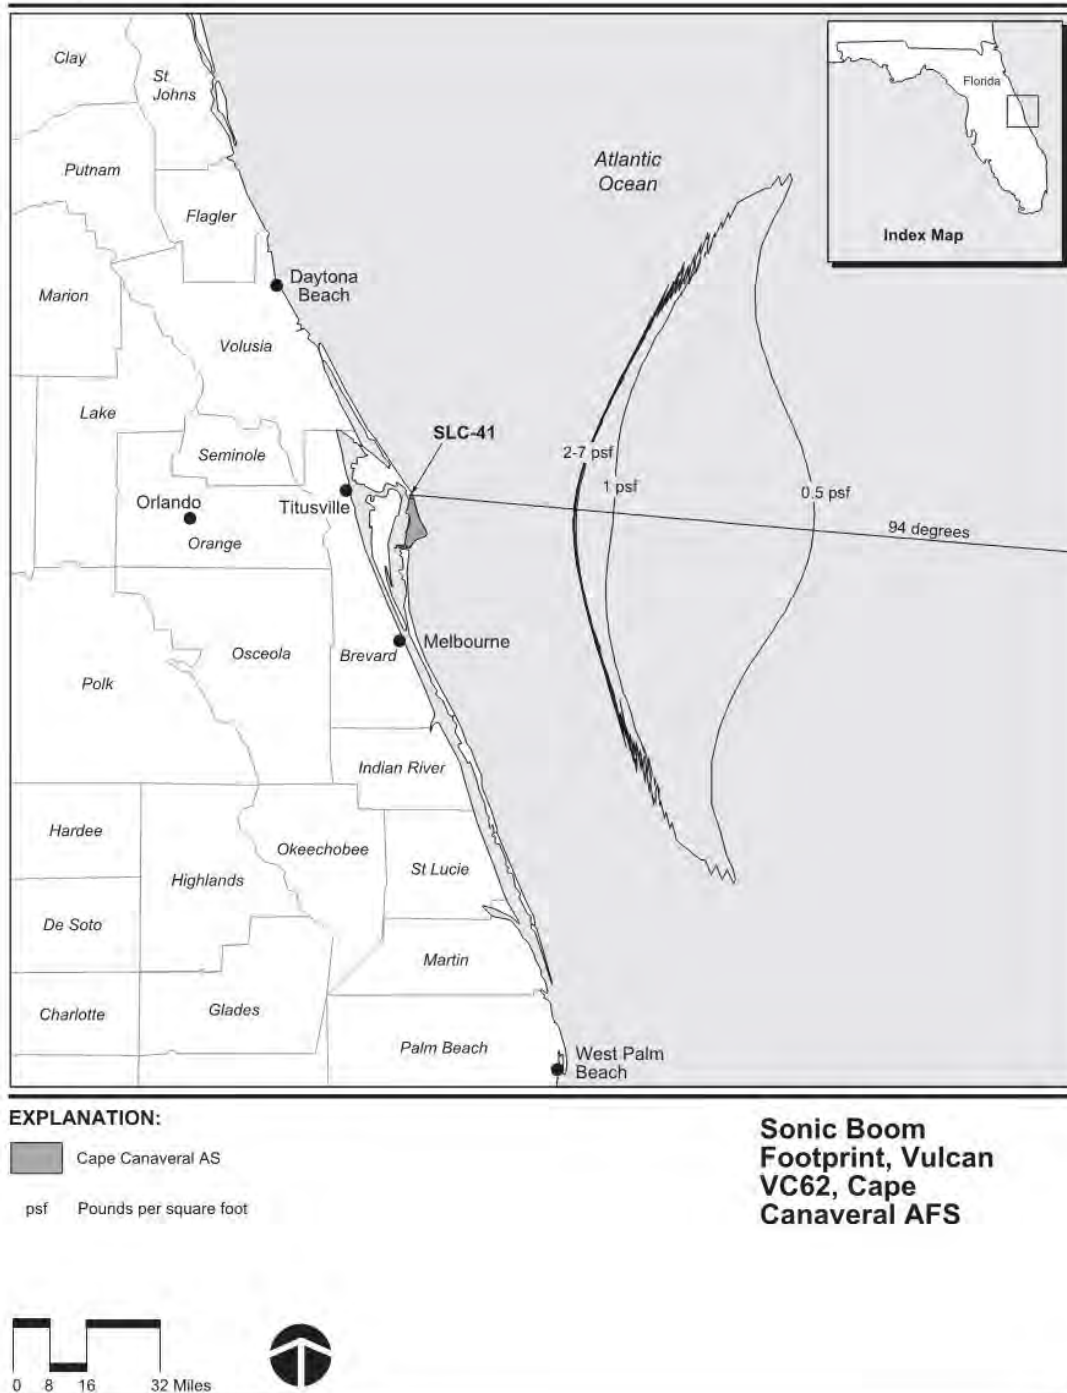 Clay
St
Johns
Putnam
Flagler
Marion
Daytona
Beach
Volusia
Lake
Seminole
SLC-41
Orlando
Titusville
Orange
Osceola
Brevard
Melbourne
Polk
Indian River
Hardee
Okeechobee
Highlands
St Lucie
De Soto
Martin
Charlotte
Glades
Palm Beach
West Palm
Beach
Atlantic
Ocean
2-7 psf
1 psf
0.5 psf
94 degrees
Florida
Index Map
EXPLANATION:
Cape Canaveral AS
psf Pounds per square foot
Sonic Boom
Footprint, Vulcan
VC62, Cape
Canaveral AFS
0 8 16 32 Miles